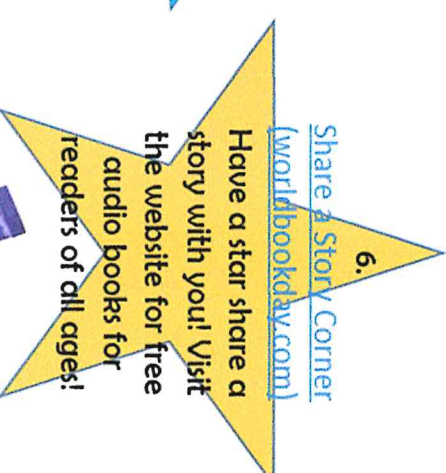 6.
Share a Story Corner
(worldbookday.com)
Have a star share a
story with you! Visit
the website for free
audio books for
readers of all ages!